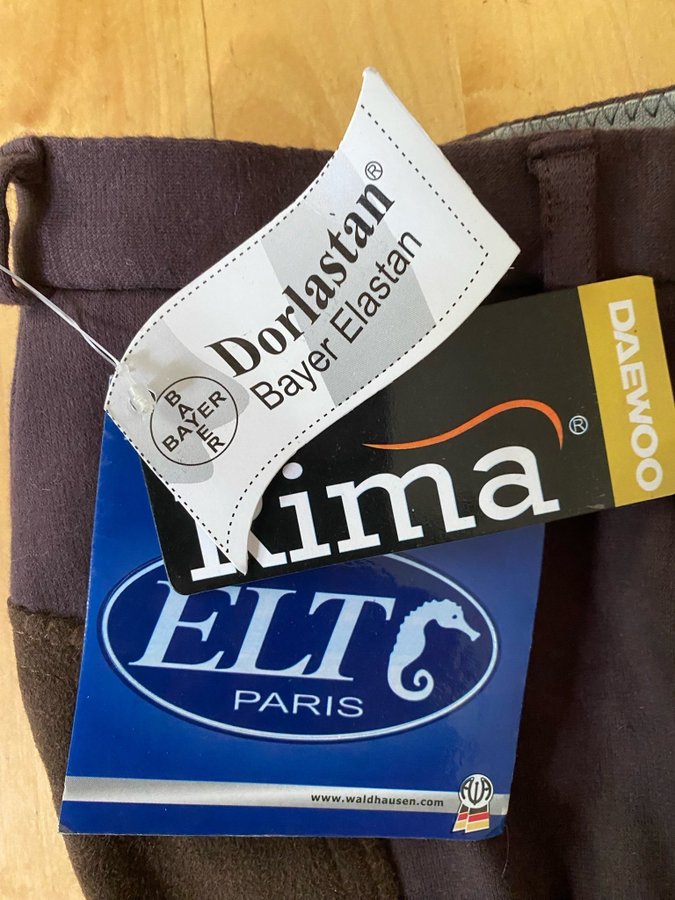 Dorlastan®
Bayer Elastan
BAYER
BAYER
Rima®
DAEWOO
ELT
PARIS
www.waldhausen.com